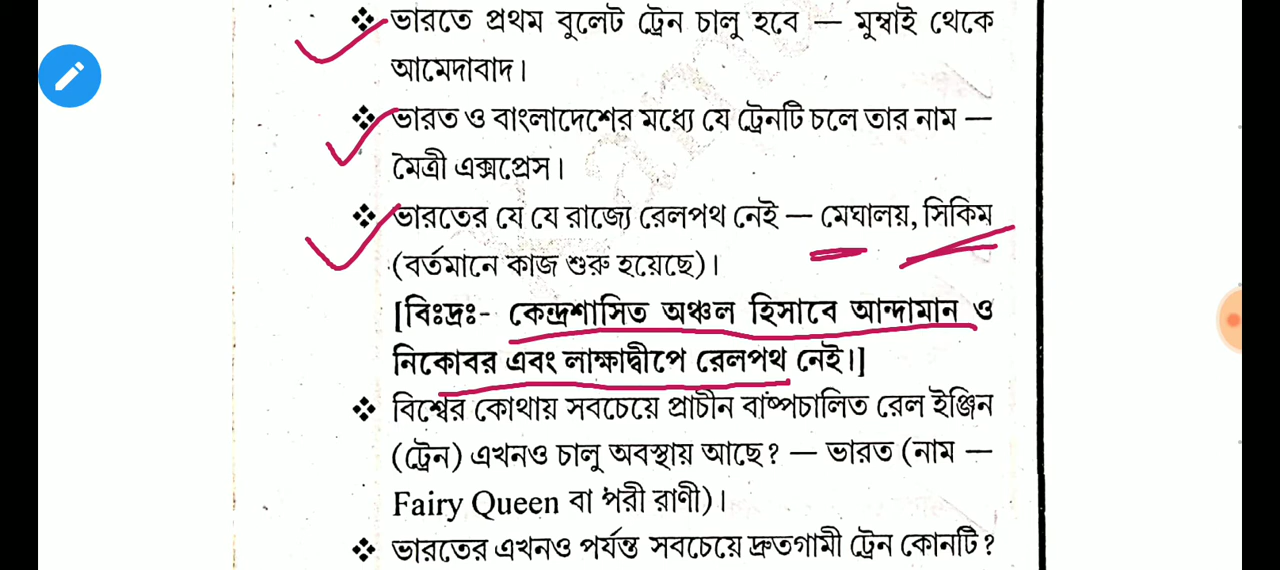 ❖ ভারতে প্রথম বুলেট ট্রেন চালু হবে — মুম্বাই থেকে
আমেদাবাদ।
❖ ভারত ও বাংলাদেশের মধ্যে যে ট্রেনটি চলে তার নাম —
মৈত্রী এক্সপ্রেস।
❖ ভারতের যে যে রাজ্যে রেলপথ নেই — মেঘালয়, সিকিম
(বর্তমানে কাজ শুরু হয়েছে)।
[বিঃদ্রঃ- কেন্দ্রশাসিত অঞ্চল হিসাবে আন্দামান ও
নিকোবর এবং লাক্ষাদ্বীপে রেলপথ নেই।]
❖ বিশ্বের কোথায় সবচেয়ে প্রাচীন বাষ্পচালিত রেল ইঞ্জিন
(ট্রেন) এখনও চালু অবস্থায় আছে? — ভারত (নাম —
Fairy Queen বা পরী রাণী)।
❖ ভারতের এখনও পর্যন্ত সবচেয়ে দ্রুতগামী ট্রেন কোনটি?